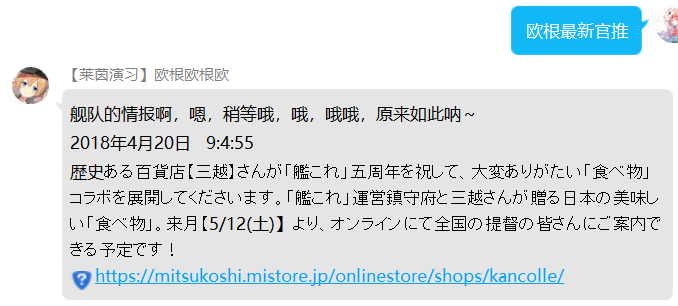 欧根最新官推
【莱茵演习】欧根欧根欧
舰队的情报啊，嗯，稍等哦，哦，哦哦，原来如此呐～
2018年4月20日 9:4:55
歴史ある百貨店【三越】さんが「艦これ」五周年を祝して、大変ありがたい「食べ物」
コラボを展開してくださいます。「艦これ」運営鎮守府と三越さんが贈る日本の美味し
い「食べ物」。来月【5/12(土)】 より、オンラインにて全国の提督の皆さんにご案内で
きる予定です！
https://mitsukoshi.mistore.jp/onlinestore/shops/kancolle/